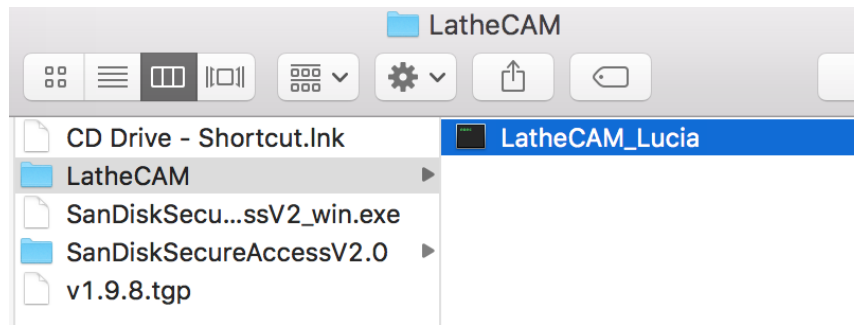 LatheCAM
CD Drive - Shortcut.lnk
LatheCAM
SanDiskSecu...ssV2_win.exe
SanDiskSecureAccessV2.0
v1.9.8.tgp
LatheCAM_Lucia